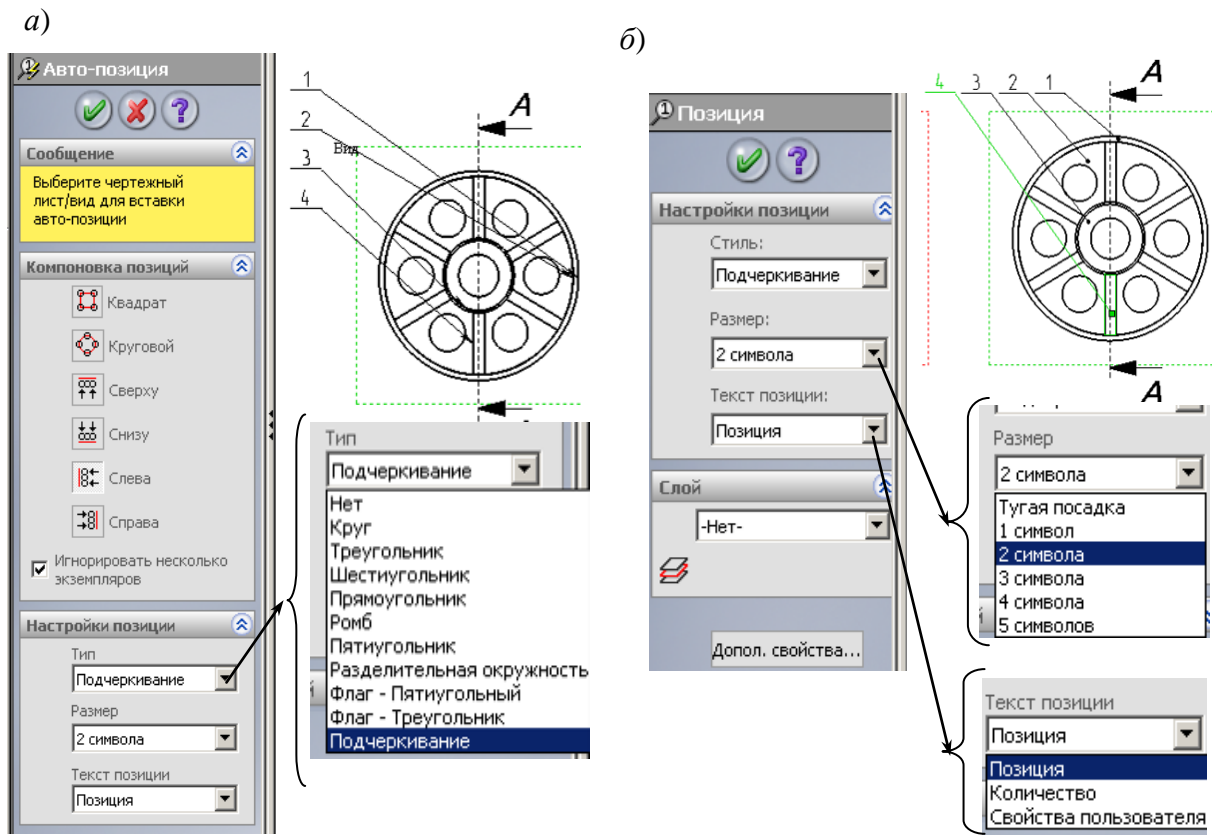 а)
Авто-позиция
Сообщение
Выберите чертежный
лист/вид для вставки
авто-позиции
Компоновка позиций
Квадрат
Круговой
Сверху
Снизу
Слева
Справа
Игнорировать несколько
экземпляров
Настройки позиции
Тип
Подчеркивание
Размер
2 символа
Текст позиции
Позиция
1
2
3
4
Вид
А
Тип
Подчеркивание
Нет
Круг
Треугольник
Шестиугольник
Прямоугольник
Ромб
Пятиугольник
Разделительная окружность
Флаг - Пятиугольный
Флаг - Треугольник
Подчеркивание
б)
Позиция
Настройки позиции
Стиль:
Подчеркивание
Размер:
2 символа
Текст позиции:
Позиция
Слой
-Нет-
Допол. свойства...
4 3 2 1
А
А
Размер
2 символа
Тугая посадка
1 символ
2 символа
3 символа
4 символа
5 символов
Текст позиции
Позиция
Позиция
Количество
Свойства пользователя